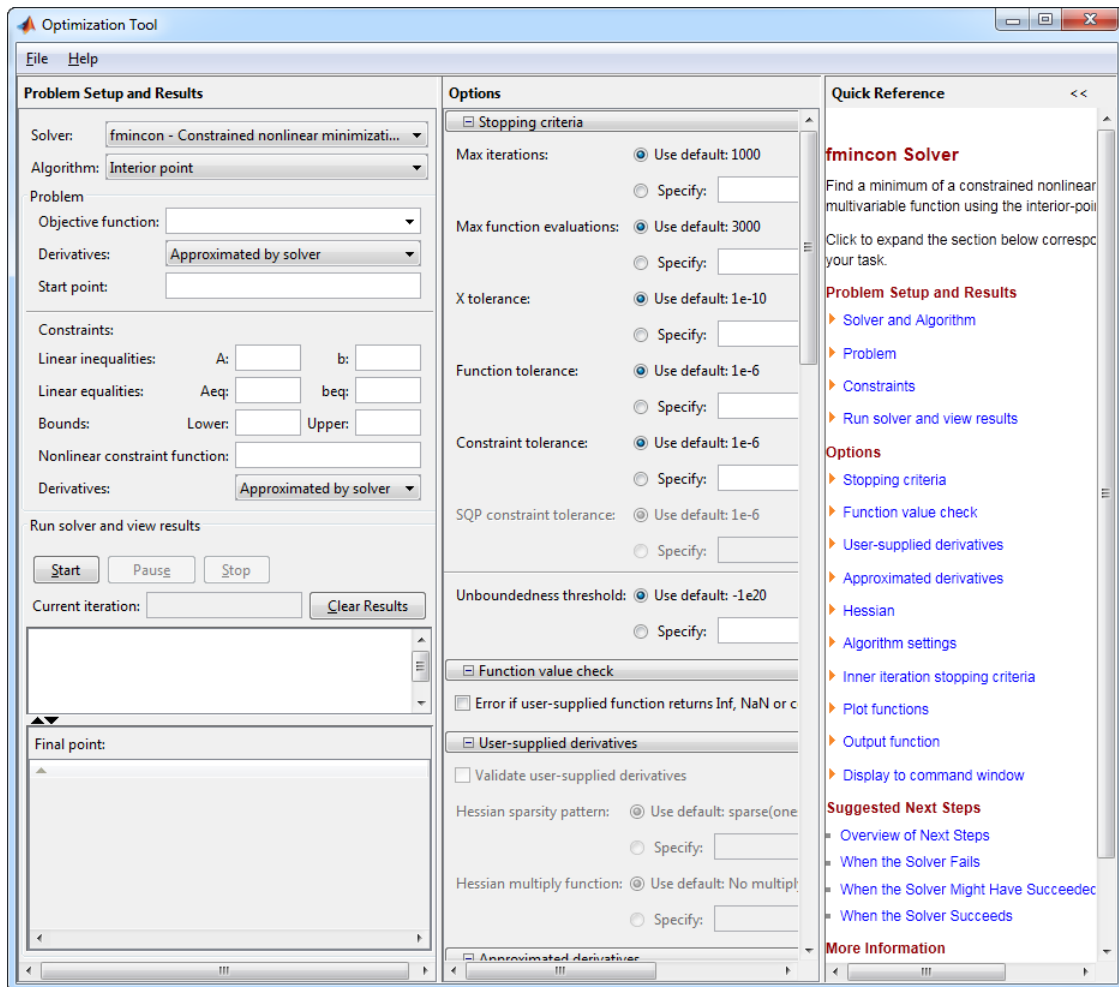 Optimization Tool
File Help
Problem Setup and Results
Solver: fmincon - Constrained nonlinear minimizati...
Algorithm: Interior point
Problem
Objective function:
Derivatives: Approximated by solver
Start point:
Constraints:
Linear inequalities: A: b:
Linear equalities: Aeq: beq:
Bounds: Lower: Upper:
Nonlinear constraint function:
Derivatives: Approximated by solver
Run solver and view results
Start Pause Stop
Current iteration: Clear Results
Final point:
Options
Stopping criteria
Max iterations: Use default: 1000
Specify:
Max function evaluations: Use default: 3000
Specify:
X tolerance: Use default: 1e-10
Specify:
Function tolerance: Use default: 1e-6
Specify:
Constraint tolerance: Use default: 1e-6
Specify:
SQP constraint tolerance: Use default: 1e-6
Specify:
Unboundedness threshold: Use default: -1e20
Specify:
Function value check
Error if user-supplied function returns Inf, NaN or c
User-supplied derivatives
Validate user-supplied derivatives
Hessian sparsity pattern: Use default: sparse(one
Specify:
Hessian multiply function: Use default: No multipl
Specify:
Approximated derivatives
Quick Reference <<
fmincon Solver
Find a minimum of a constrained nonlinear
multivariable function using the interior-poi
Click to expand the section below correspo
your task.
Problem Setup and Results
Solver and Algorithm
Problem
Constraints
Run solver and view results
Options
Stopping criteria
Function value check
User-supplied derivatives
Approximated derivatives
Hessian
Algorithm settings
Inner iteration stopping criteria
Plot functions
Output function
Display to command window
Suggested Next Steps
Overview of Next Steps
When the Solver Fails
When the Solver Might Have Succeeded
When the Solver Succeeds
More Information